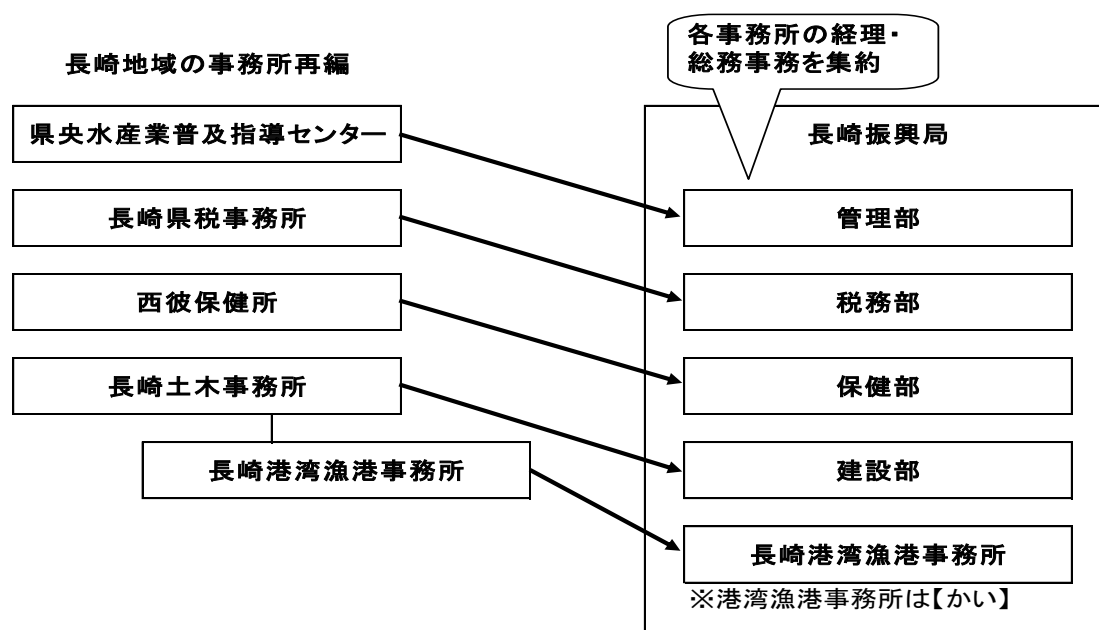 長崎地域の事務所再編
各事務所の経理・
総務事務を集約
県央水産業普及指導センター
長崎県税事務所
西彼保健所
長崎土木事務所
長崎港湾漁港事務所
長崎振興局
管理部
税務部
保健部
建設部
長崎港湾漁港事務所
※港湾漁港事務所は【かい】